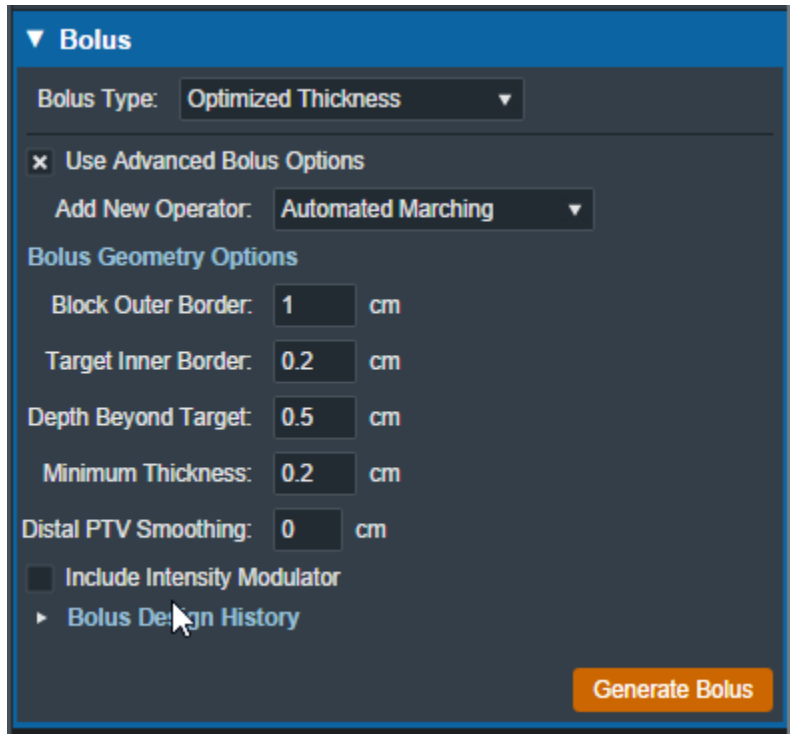 Bolus
Bolus Type: Optimized Thickness
Use Advanced Bolus Options
Add New Operator: Automated Marching
Bolus Geometry Options
Block Outer Border: 1 cm
Target Inner Border: 0.2 cm
Depth Beyond Target: 0.5 cm
Minimum Thickness: 0.2 cm
Distal PTV Smoothing: 0 cm
Include Intensity Modulator
Bolus Design History
Generate Bolus